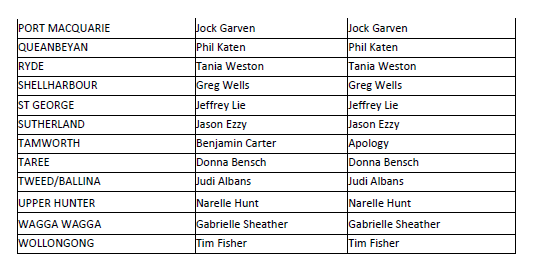 PORT MACQUARIE Jock Garven Jock Garven
QUEANBEYAN Phil Katen Phil Katen
RYDE Tania Weston Tania Weston
SHELLHARBOUR Greg Wells Greg Wells
ST GEORGE Jeffrey Lie Jeffrey Lie
SUTHERLAND Jason Ezzy Jason Ezzy
TAMWORTH Benjamin Carter Apology
TAREE Donna Bensch Donna Bensch
TWEED/BALLINA Judi Albans Judi Albans
UPPER HUNTER Narelle Hunt Narelle Hunt
WAGGA WAGGA Gabrielle Sheather Gabrielle Sheather
WOLLONGONG Tim Fisher Tim Fisher